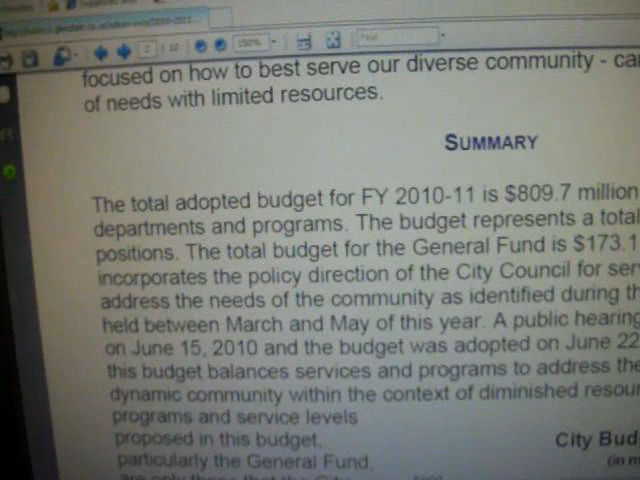 2 / 12
150%
Find
focused on how to best serve our diverse community - ca
of needs with limited resources.
SUMMARY
The total adopted budget for FY 2010-11 is $809.7 million
departments and programs. The budget represents a total
positions. The total budget for the General Fund is $173.1
incorporates the policy direction of the City Council for ser
address the needs of the community as identified during th
held between March and May of this year. A public hearing
on June 15, 2010 and the budget was adopted on June 22
this budget balances services and programs to address the
dynamic community within the context of diminished resour
programs and service levels
proposed in this budget,
particularly the General Fund,
City Bud
(in m